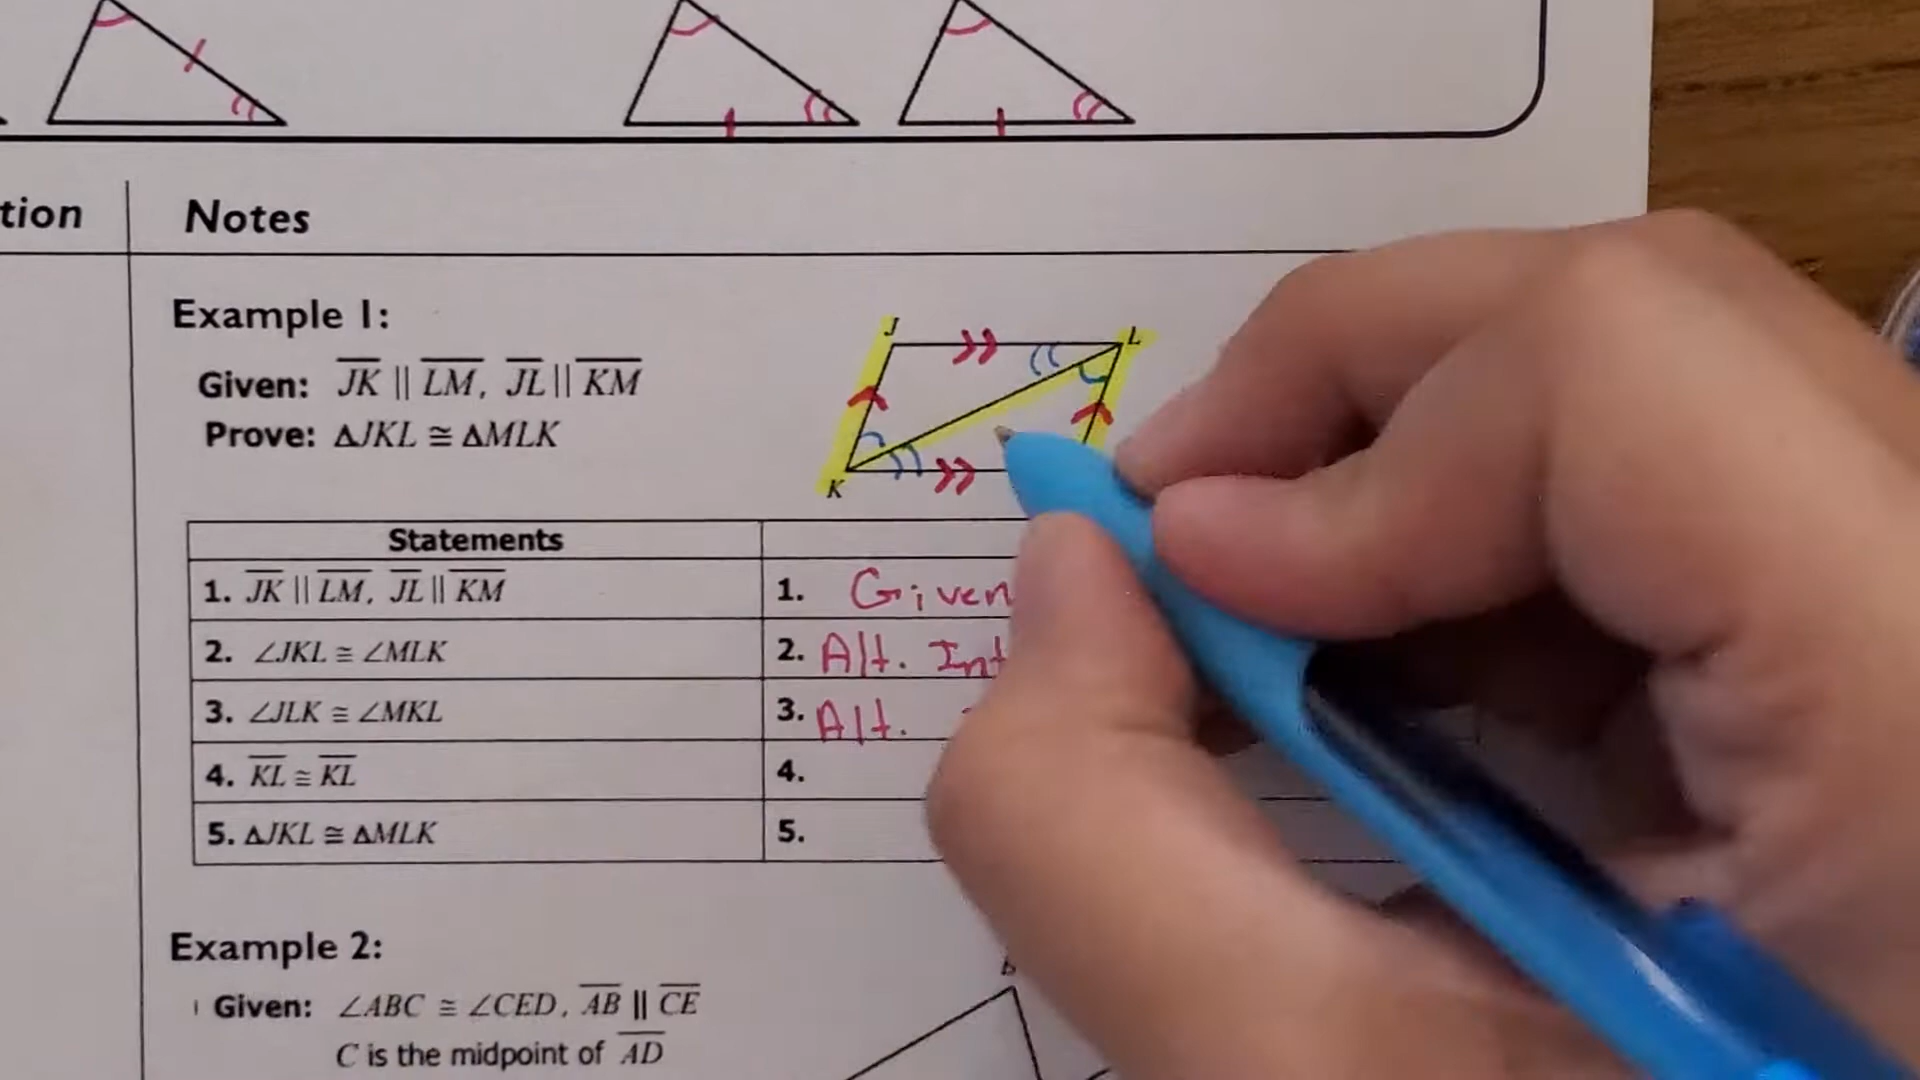 tion
Notes
Example 1:
Given: JK || LM, JL || KM
Prove: ΔJKL ≅ ΔMLK
J
L
K
Statements
1. JK || LM, JL || KM
1. Given
2. ∠JKL ≅ ∠MLK
2. Alt. Int
3. ∠JLK ≅ ∠MKL
3. Alt.
4. KL ≅ KL
4.
5. ΔJKL ≅ ΔMLK
5.
Example 2:
Given: ∠ABC ≅ ∠CED, AB || CE
C is the midpoint of AD